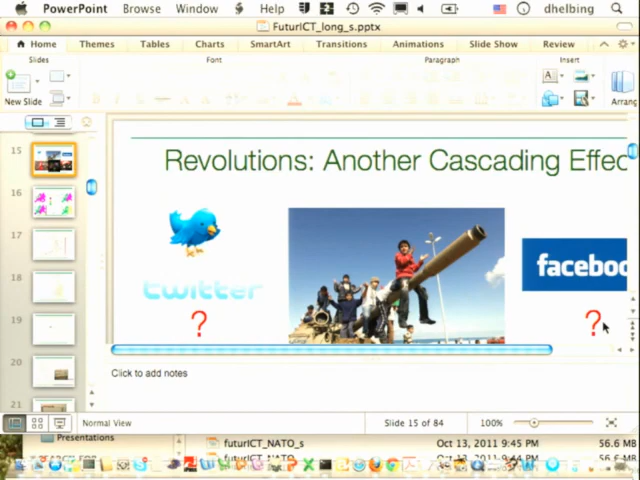 PowerPoint Browse Window Help dhelbing
FuturICT_long_s.pptx
Home Themes Tables Charts SmartArt Transitions Animations Slide Show Review
Slides Font Paragraph Insert
New Slide A Arrang
15
16
17
18
19
20
21
Revolutions: Another Cascading Effec
twitter
faceboo
? ?
Click to add notes
Normal View Slide 15 of 84 100%
Presentations
futurICT_NATO_s Oct 13, 2011 9:45 PM 56.6 MB